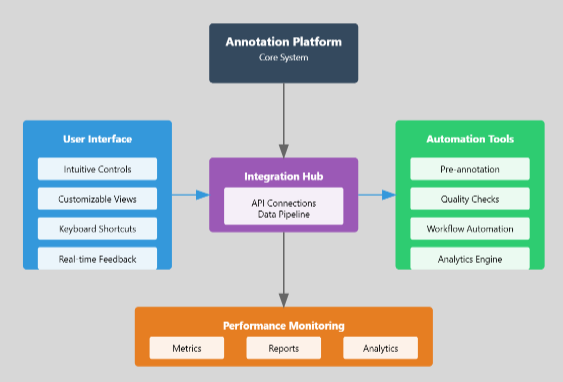 Annotation Platform
Core System
User Interface
Intuitive Controls
Customizable Views
Keyboard Shortcuts
Real-time Feedback
Integration Hub
API Connections
Data Pipeline
Automation Tools
Pre-annotation
Quality Checks
Workflow Automation
Analytics Engine
Performance Monitoring
Metrics
Reports
Analytics